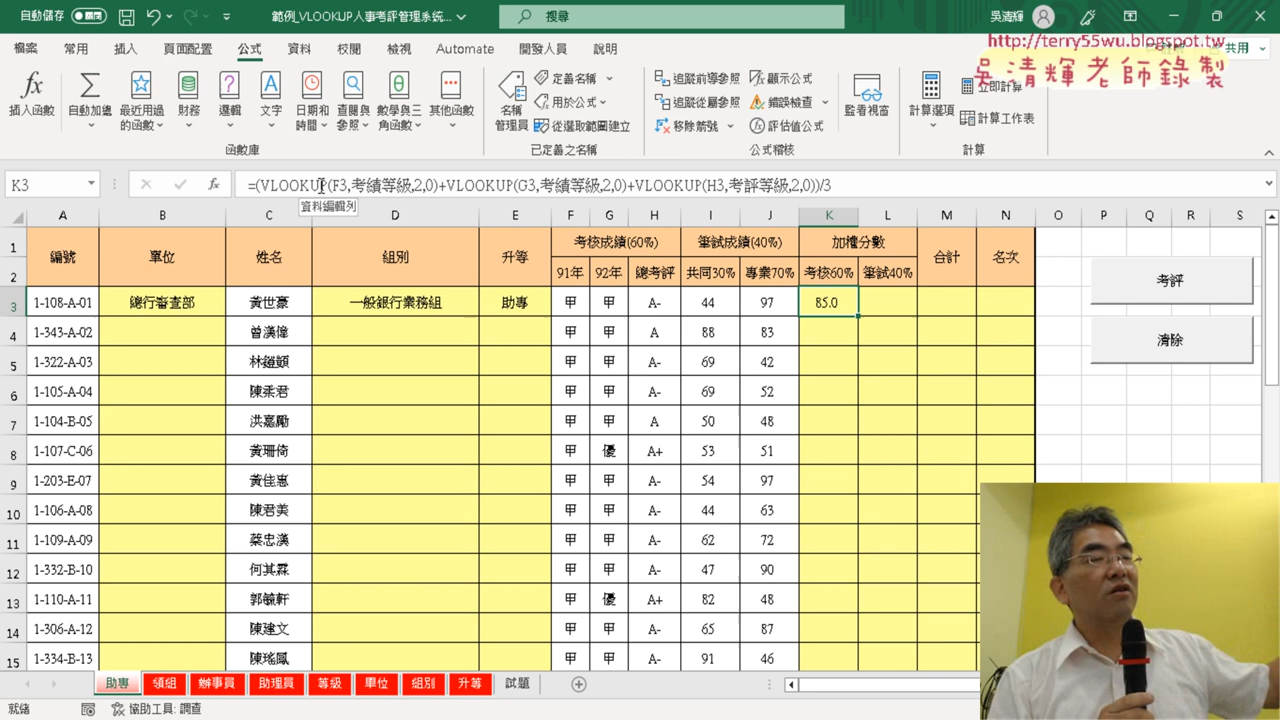 自動儲存 範例_VLOOKUP人事考評管理系統... 搜尋 吳清輝
http://terry55wu.blogspot.tw
吳清輝老師錄製
檔案 常用 插入 頁面配置 公式 資料 校閱 檢視 Automate 開發人員 說明 共用
插入函數 自動加總 最近用過的函數 財務 邏輯 文字 日期和時間 查閱與參照 數學與三角函數 其他函數
名稱管理員 定義名稱 用於公式 從選取範圍建立
追蹤前導參照 追蹤從屬參照 移除箭號 顯示公式 錯誤檢查 評估值公式 監看視窗
計算選項 立即計算 計算工作表
函數庫 已定義之名稱 公式稽核 計算
K3 fx =(VLOOKUP(F3,考績等級,2,0)+VLOOKUP(G3,考績等級,2,0)+VLOOKUP(H3,考評等級,2,0))/3
資料編輯列
A B C D E F G H I J K L M N O P Q R S
1 編號 單位 姓名 組別 升等 考核成績(60%) 筆試成績(40%) 加權分數 合計 名次
2 91年 92年 總考評 共同30% 專業70% 考核60% 筆試40%
3 1-108-A-01 總行審查部 黃世豪 一般銀行業務組 助專 甲 甲 A- 44 97 85.0
4 1-343-A-02 曾漢偉 甲 甲 A 88 83
5 1-322-A-03 甲 甲 A- 69 42
6 1-105-A-04 陳柔君 甲 甲 A- 69 52
7 1-104-B-05 洪嘉勵 甲 甲 A 50 48
8 1-107-C-06 黃珊倚 甲 優 A+ 53 51
9 1-203-E-07 黃佳惠 甲 甲 A- 54 97
10 1-106-A-08 陳君美 甲 甲 A- 44 63
11 1-109-A-09 蔡忠漢 甲 甲 A- 62 72
12 1-332-B-10 何其霖 甲 甲 A- 47 90
13 1-110-A-11 郭毓軒 甲 優 A+ 82 48
14 1-306-A-12 陳建文 甲 甲 A- 65 87
15 1-334-B-13 陳瑤鳳 甲 甲 A- 91 46
考評
清除
助專 領組 辦事員 助理員 等級 單位 組別 升等 試題
就緒 協助工具: 調查